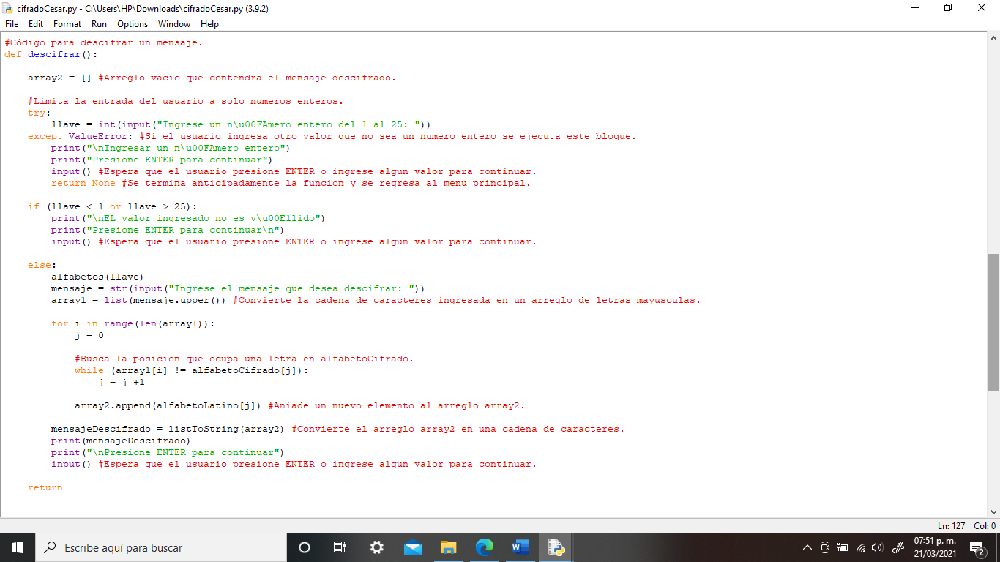 cifradoCesar.py - C:\Users\HP\Downloads\cifradoCesar.py (3.9.2)
File Edit Format Run Options Window Help
#Código para descifrar un mensaje.
def descifrar():
    array2 = [] #Arreglo vacio que contendra el mensaje descifrado.
    #Limita la entrada del usuario a solo numeros enteros.
    try:
        llave = int(input("Ingrese un n\u00FAmero entero del 1 al 25: "))
    except ValueError: #Si el usuario ingresa otro valor que no sea un numero entero se ejecuta este bloque.
        print("\nIngresar un n\u00FAmero entero")
        print("Presione ENTER para continuar")
        input() #Espera que el usuario presione ENTER o ingrese algun valor para continuar.
        return None #Se termina anticipadamente la funcion y se regresa al menu principal.
    if (llave < 1 or llave > 25):
        print("\nEL valor ingresado no es v\u00E1lido")
        print("Presione ENTER para continuar\n")
        input() #Espera que el usuario presione ENTER o ingrese algun valor para continuar.
    else:
        alfabetos(llave)
        mensaje = str(input("Ingrese el mensaje que desea descifrar: "))
        array1 = list(mensaje.upper()) #Convierte la cadena de caracteres ingresada en un arreglo de letras mayusculas.
        for i in range(len(array1)):
            j = 0
            #Busca la posicion que ocupa una letra en alfabetoCifrado.
            while (array1[i] != alfabetoCifrado[j]):
                j = j +1
            array2.append(alfabetoLatino[j]) #Aniade un nuevo elemento al arreglo array2.
        mensajeDescifrado = listToString(array2) #Convierte el arreglo array2 en una cadena de caracteres.
        print(mensajeDescifrado)
        print("\nPresione ENTER para continuar")
        input() #Espera que el usuario presione ENTER o ingrese algun valor para continuar.
    return
Ln: 127 Col: 0
Escribe aquí para buscar
07:51 p. m.
21/03/2021
2